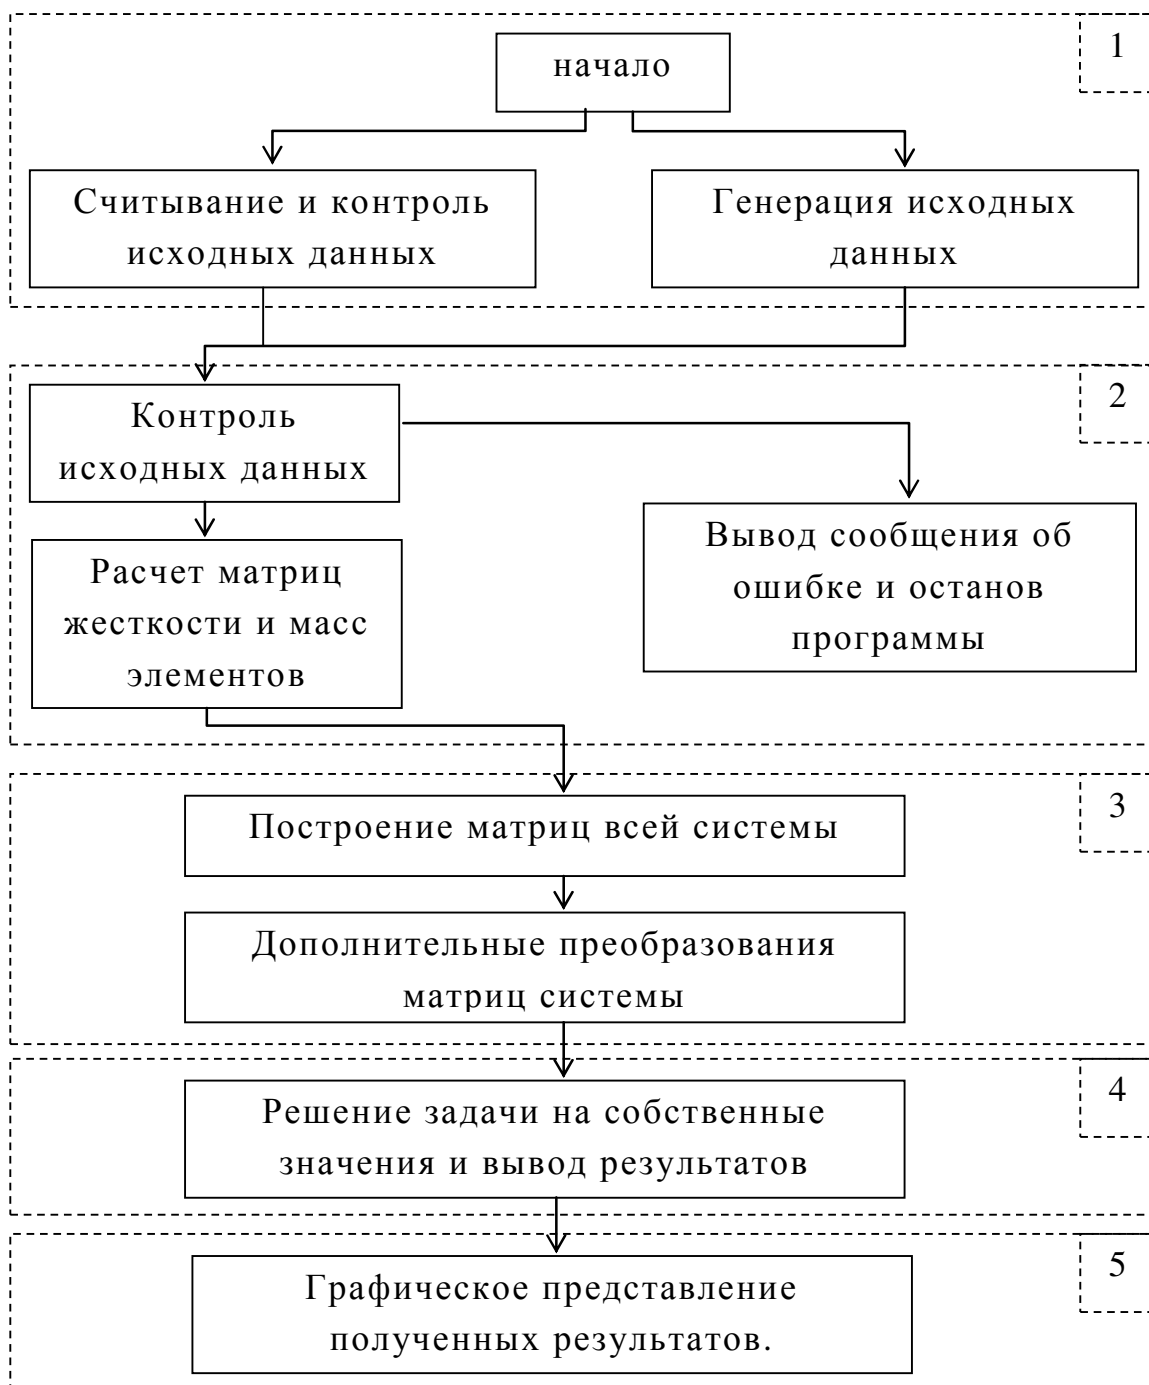 1
начало
Считывание и контроль
исходных данных
Генерация исходных
данных
2
Контроль
исходных данных
Вывод сообщения об
ошибке и останов
программы
Расчет матриц
жесткости и масс
элементов
3
Построение матриц всей системы
Дополнительные преобразования
матриц системы
4
Решение задачи на собственные
значения и вывод результатов
5
Графическое представление
полученных результатов.